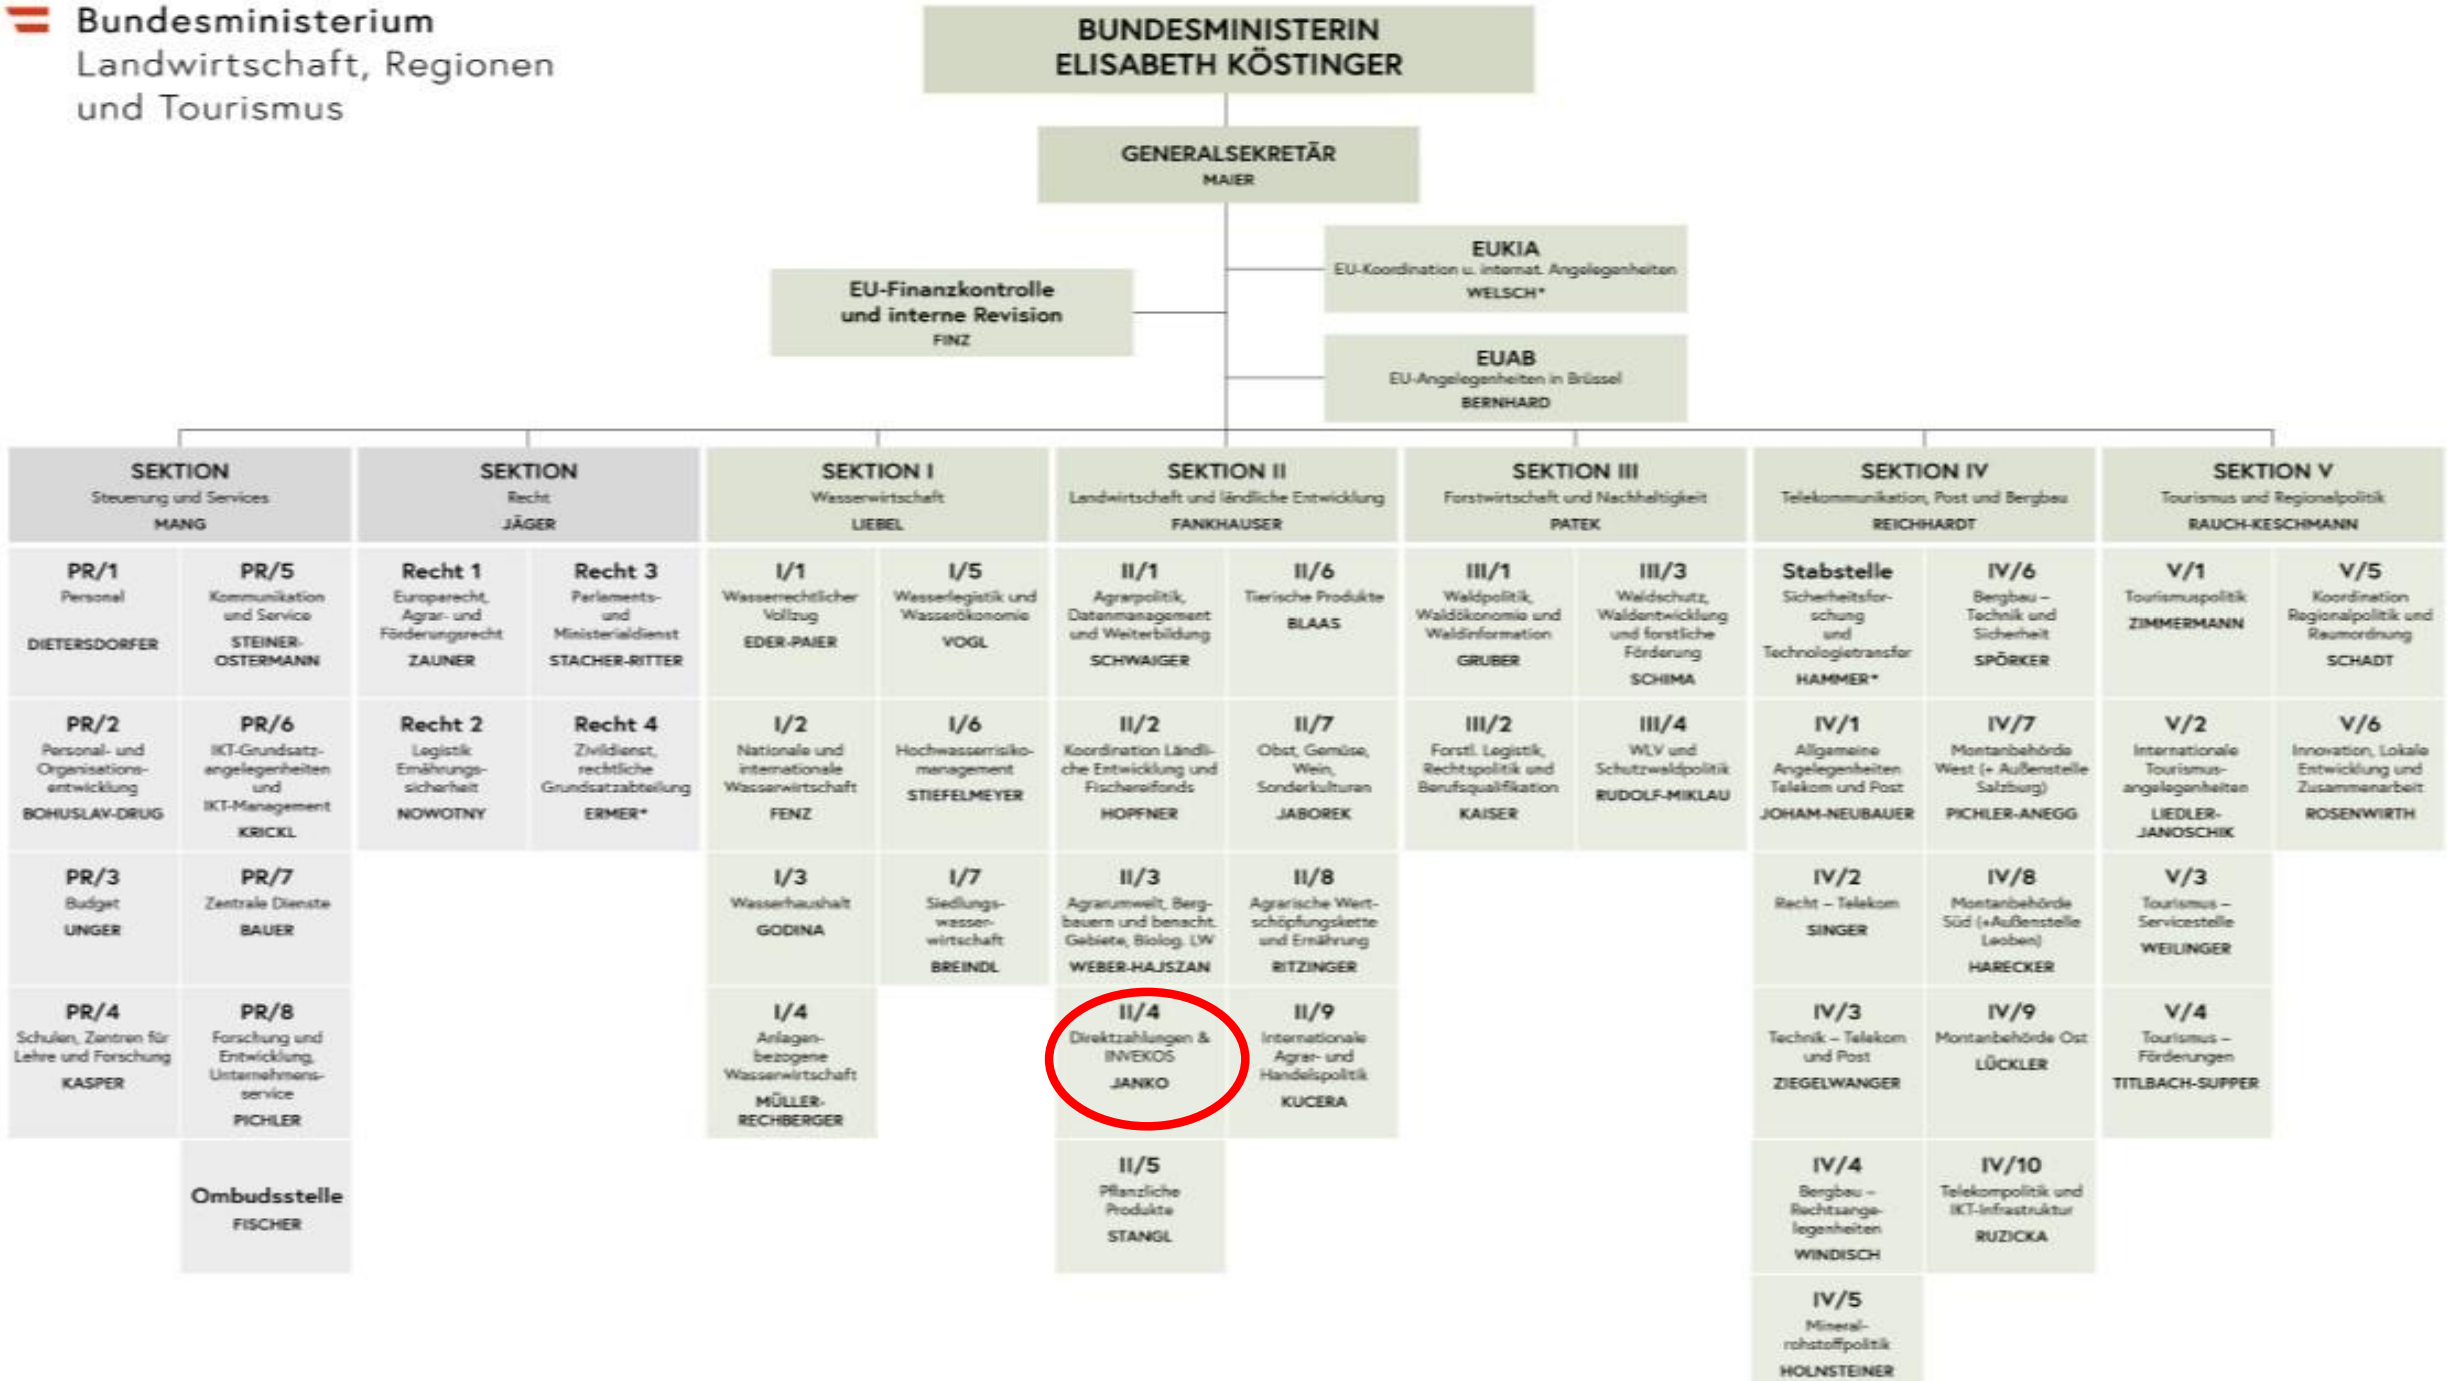 Bundesministerium
Landwirtschaft, Regionen
und Tourismus
BUNDESMINISTERIN
ELISABETH KÖSTINGER
GENERALSEKRETÄR
MAIER
EUKIA
EU-Koordination u. internat. Angelegenheiten
WELSCH*
EU-Finanzkontrolle
und interne Revision
FINZ
EUAB
EU-Angelegenheiten in Brüssel
BERNHARD
SEKTION
Steuerung und Services
MANG
PR/1
Personal
DIETERSDORFER
PR/5
Kommunikation
und Service
STEINER-
OSTERMANN
PR/2
Personal- und
Organisations-
entwicklung
BOHUSLAV-DRUG
PR/6
IKT-Grundsatz-
angelegenheiten
und
IKT-Management
KRICKL
PR/3
Budget
UNGER
PR/7
Zentrale Dienste
BAUER
PR/4
Schulen, Zentren für
Lehre und Forschung
KASPER
PR/8
Forschung und
Entwicklung,
Unternehmens-
service
PICHLER
Ombudsstelle
FISCHER
SEKTION
Recht
JÄGER
Recht 1
Europarecht,
Agrar- und
Förderungsrecht
ZAUNER
Recht 3
Parlaments-
und
Ministerialdienst
STACHER-RITTER
Recht 2
Legistik
Ernährungs-
sicherheit
NOWOTNY
Recht 4
Zivildienst,
rechtliche
Grundsatzabteilung
ERMER*
SEKTION I
Wasserwirtschaft
LIEBEL
I/1
Wasserrechtlicher
Vollzug
EDER-PAIER
I/5
Wasserlegistik und
Wasserökonomie
VOGL
I/2
Nationale und
internationale
Wasserwirtschaft
FENZ
I/6
Hochwasserrisiko-
management
STIEFELMEYER
I/3
Wasserhaushalt
GODINA
I/7
Siedlungs-
wasser-
wirtschaft
BREINDL
I/4
Anlagen-
bezogene
Wasserwirtschaft
MÜLLER-
RECHBERGER
SEKTION II
Landwirtschaft und ländliche Entwicklung
FANKHAUSER
II/1
Agrarpolitik,
Datenmanagement
und Weiterbildung
SCHWAIGER
II/6
Tierische Produkte
BLAAS
II/2
Koordination Ländli-
che Entwicklung und
Fischereifonds
HOPFNER
II/7
Obst, Gemüse,
Wein,
Sonderkulturen
JABOREK
II/3
Agrarumwelt, Berg-
bauern und benacht.
Gebiete, Biolog. LW
WEBER-HAJSZAN
II/8
Agrarische Wert-
schöpfungskette
und Ernährung
RITZINGER
II/4
Direktzahlungen &
INVEKOS
JANKO
II/9
Internationale
Agrar- und
Handelspolitik
KUCERA
II/5
Pflanzliche
Produkte
STANGL
SEKTION III
Forstwirtschaft und Nachhaltigkeit
PATEK
III/1
Waldpolitik,
Waldökonomie und
Waldinformation
GRUBER
III/3
Waldschutz,
Waldentwicklung
und forstliche
Förderung
SCHIMA
III/2
Forstl. Legistik,
Rechtspolitik und
Berufsqualifikation
KAISER
III/4
WLV und
Schutzwaldpolitik
RUDOLF-MIKLAU
SEKTION IV
Telekommunikation, Post und Bergbau
REICHHARDT
Stabstelle
Sicherheitsfor-
schung
und
Technologietransfer
HAMMER*
IV/6
Bergbau –
Technik und
Sicherheit
SPÖRKER
IV/1
Allgemeine
Angelegenheiten
Telekom und Post
JOHAM-NEUBAUER
IV/7
Montanbehörde
West (+ Außenstelle
Salzburg)
PICHLER-ANEGG
IV/2
Recht – Telekom
SINGER
IV/8
Montanbehörde
Süd (+Außenstelle
Leoben)
HARECKER
IV/3
Technik – Telekom
und Post
ZIEGELWANGER
IV/9
Montanbehörde Ost
LÜCKLER
IV/4
Bergbau –
Rechtsange-
legenheiten
WINDISCH
IV/10
Telekompolitik und
IKT-Infrastruktur
RUZICKA
IV/5
Mineral-
rohstoffpolitik
HOLNSTEINER
SEKTION V
Tourismus und Regionalpolitik
RAUCH-KESCHMANN
V/1
Tourismuspolitik
ZIMMERMANN
V/5
Koordination
Regionalpolitik und
Raumordnung
SCHADT
V/2
Internationale
Tourismus-
angelegenheiten
LIEDLER-
JANOSCHIK
V/6
Innovation, Lokale
Entwicklung und
Zusammenarbeit
ROSENWIRTH
V/3
Tourismus –
Servicestelle
WEILINGER
V/4
Tourismus –
Förderungen
TITLBACH-SUPPER